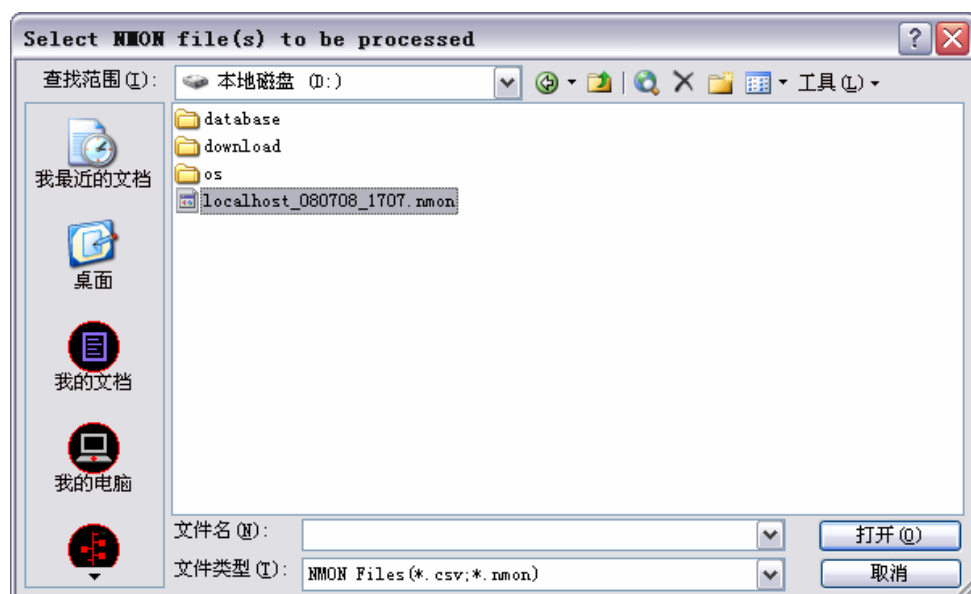 Select NMON file(s) to be processed
查找范围(I):
本地磁盘 (D:)
工具(L)
database
download
os
localhost_080708_1707.nmon
我最近的文档
桌面
我的文档
我的电脑
文件名(N):
打开(O)
文件类型(T):
NMON Files(*.csv;*.nmon)
取消